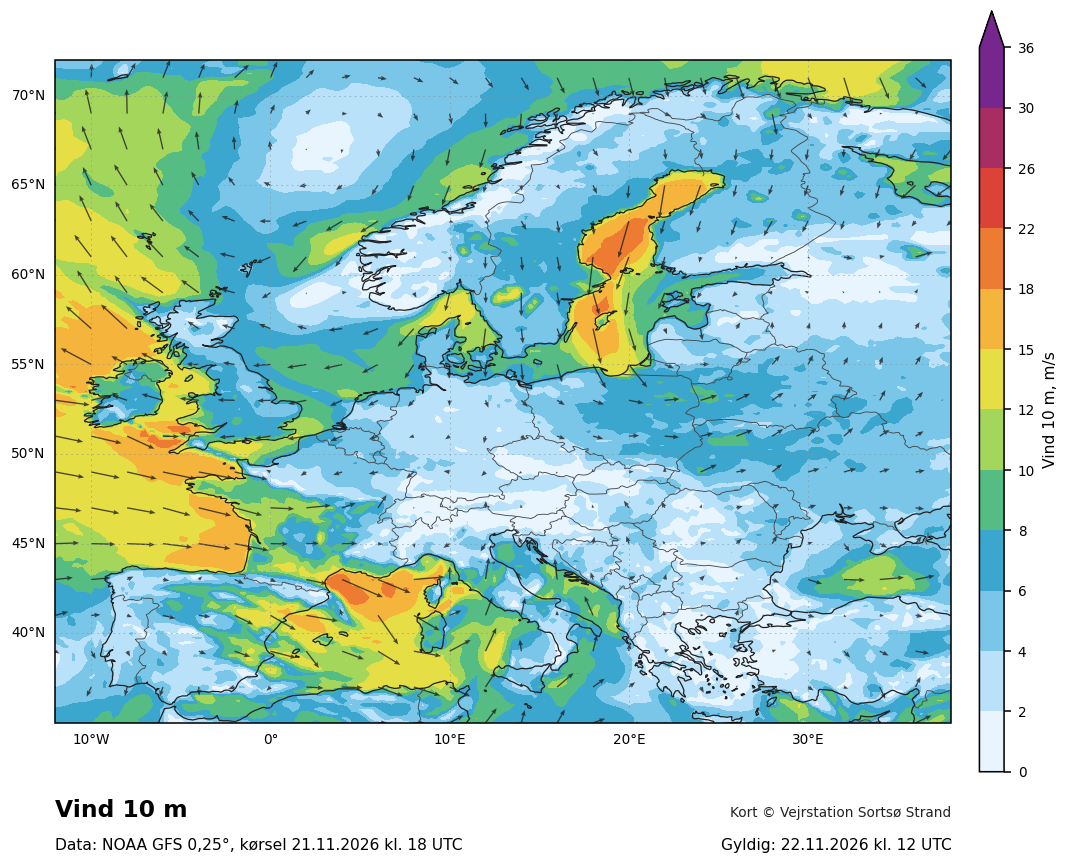 36
30
26
22
18
15
12
10
8
6
4
2
0
Vind 10 m, m/s
70°N
65°N
60°N
55°N
50°N
45°N
40°N
10°W
0°
10°E
20°E
30°E
Vind 10 m
Kort © Vejrstation Sortsø Strand
Data: NOAA GFS 0,25°, kørsel 21.11.2026 kl. 18 UTC
Gyldig: 22.11.2026 kl. 12 UTC